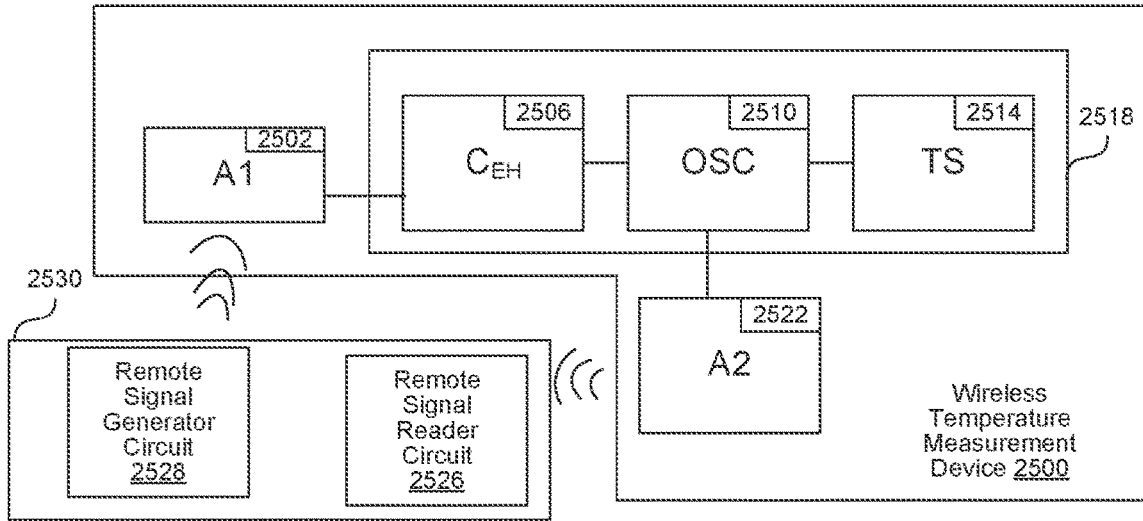 2502
A1
2506
C_EH
2510
OSC
2514
TS
2518
2530
2522
A2
Remote
Signal
Generator
Circuit
2528
Remote
Signal
Reader
Circuit
2526
Wireless
Temperature
Measurement
Device 2500